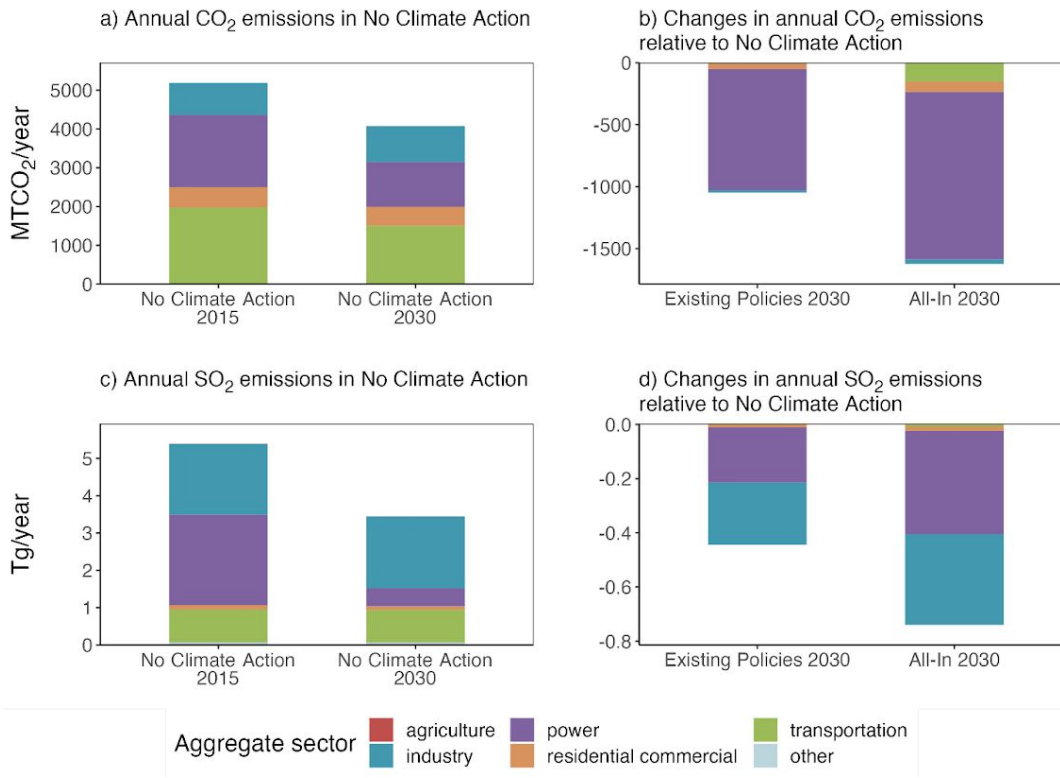 a) Annual CO₂ emissions in No Climate Action
MTCO₂/year
5000
4000
3000
2000
1000
0
No Climate Action
2015
No Climate Action
2030
b) Changes in annual CO₂ emissions
relative to No Climate Action
0
-500
-1000
-1500
Existing Policies 2030
All-In 2030
c) Annual SO₂ emissions in No Climate Action
Tg/year
5
4
3
2
1
0
No Climate Action
2015
No Climate Action
2030
d) Changes in annual SO₂ emissions
relative to No Climate Action
0.0
-0.2
-0.4
-0.6
-0.8
Existing Policies 2030
All-In 2030
Aggregate sector
agriculture
industry
power
residential commercial
transportation
other